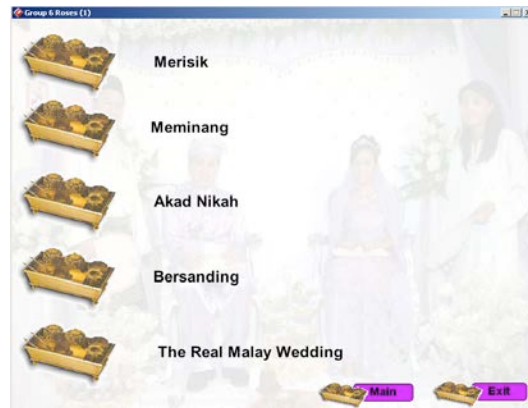 Group 6 Roses (1)
Merisik
Meminang
Akad Nikah
Bersanding
The Real Malay Wedding
Main
Exit